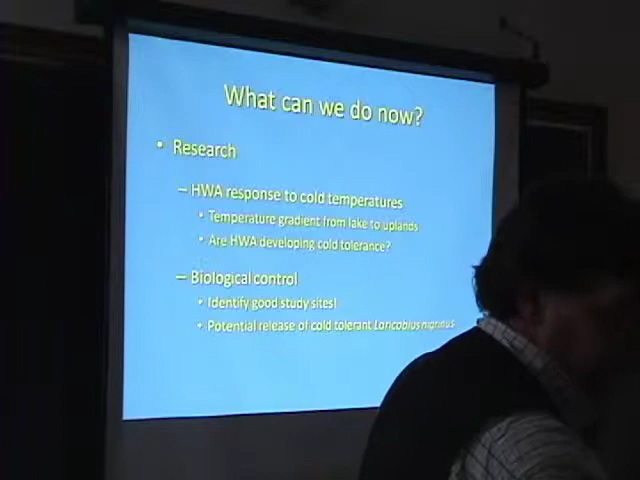 What can we do now?
• Research
– HWA response to cold temperatures
• Temperature gradient from lake to uplands
• Are HWA developing cold tolerance?
– Biological control
• Identify good study sites!
• Potential release of cold tolerant Laricobius nigrinus